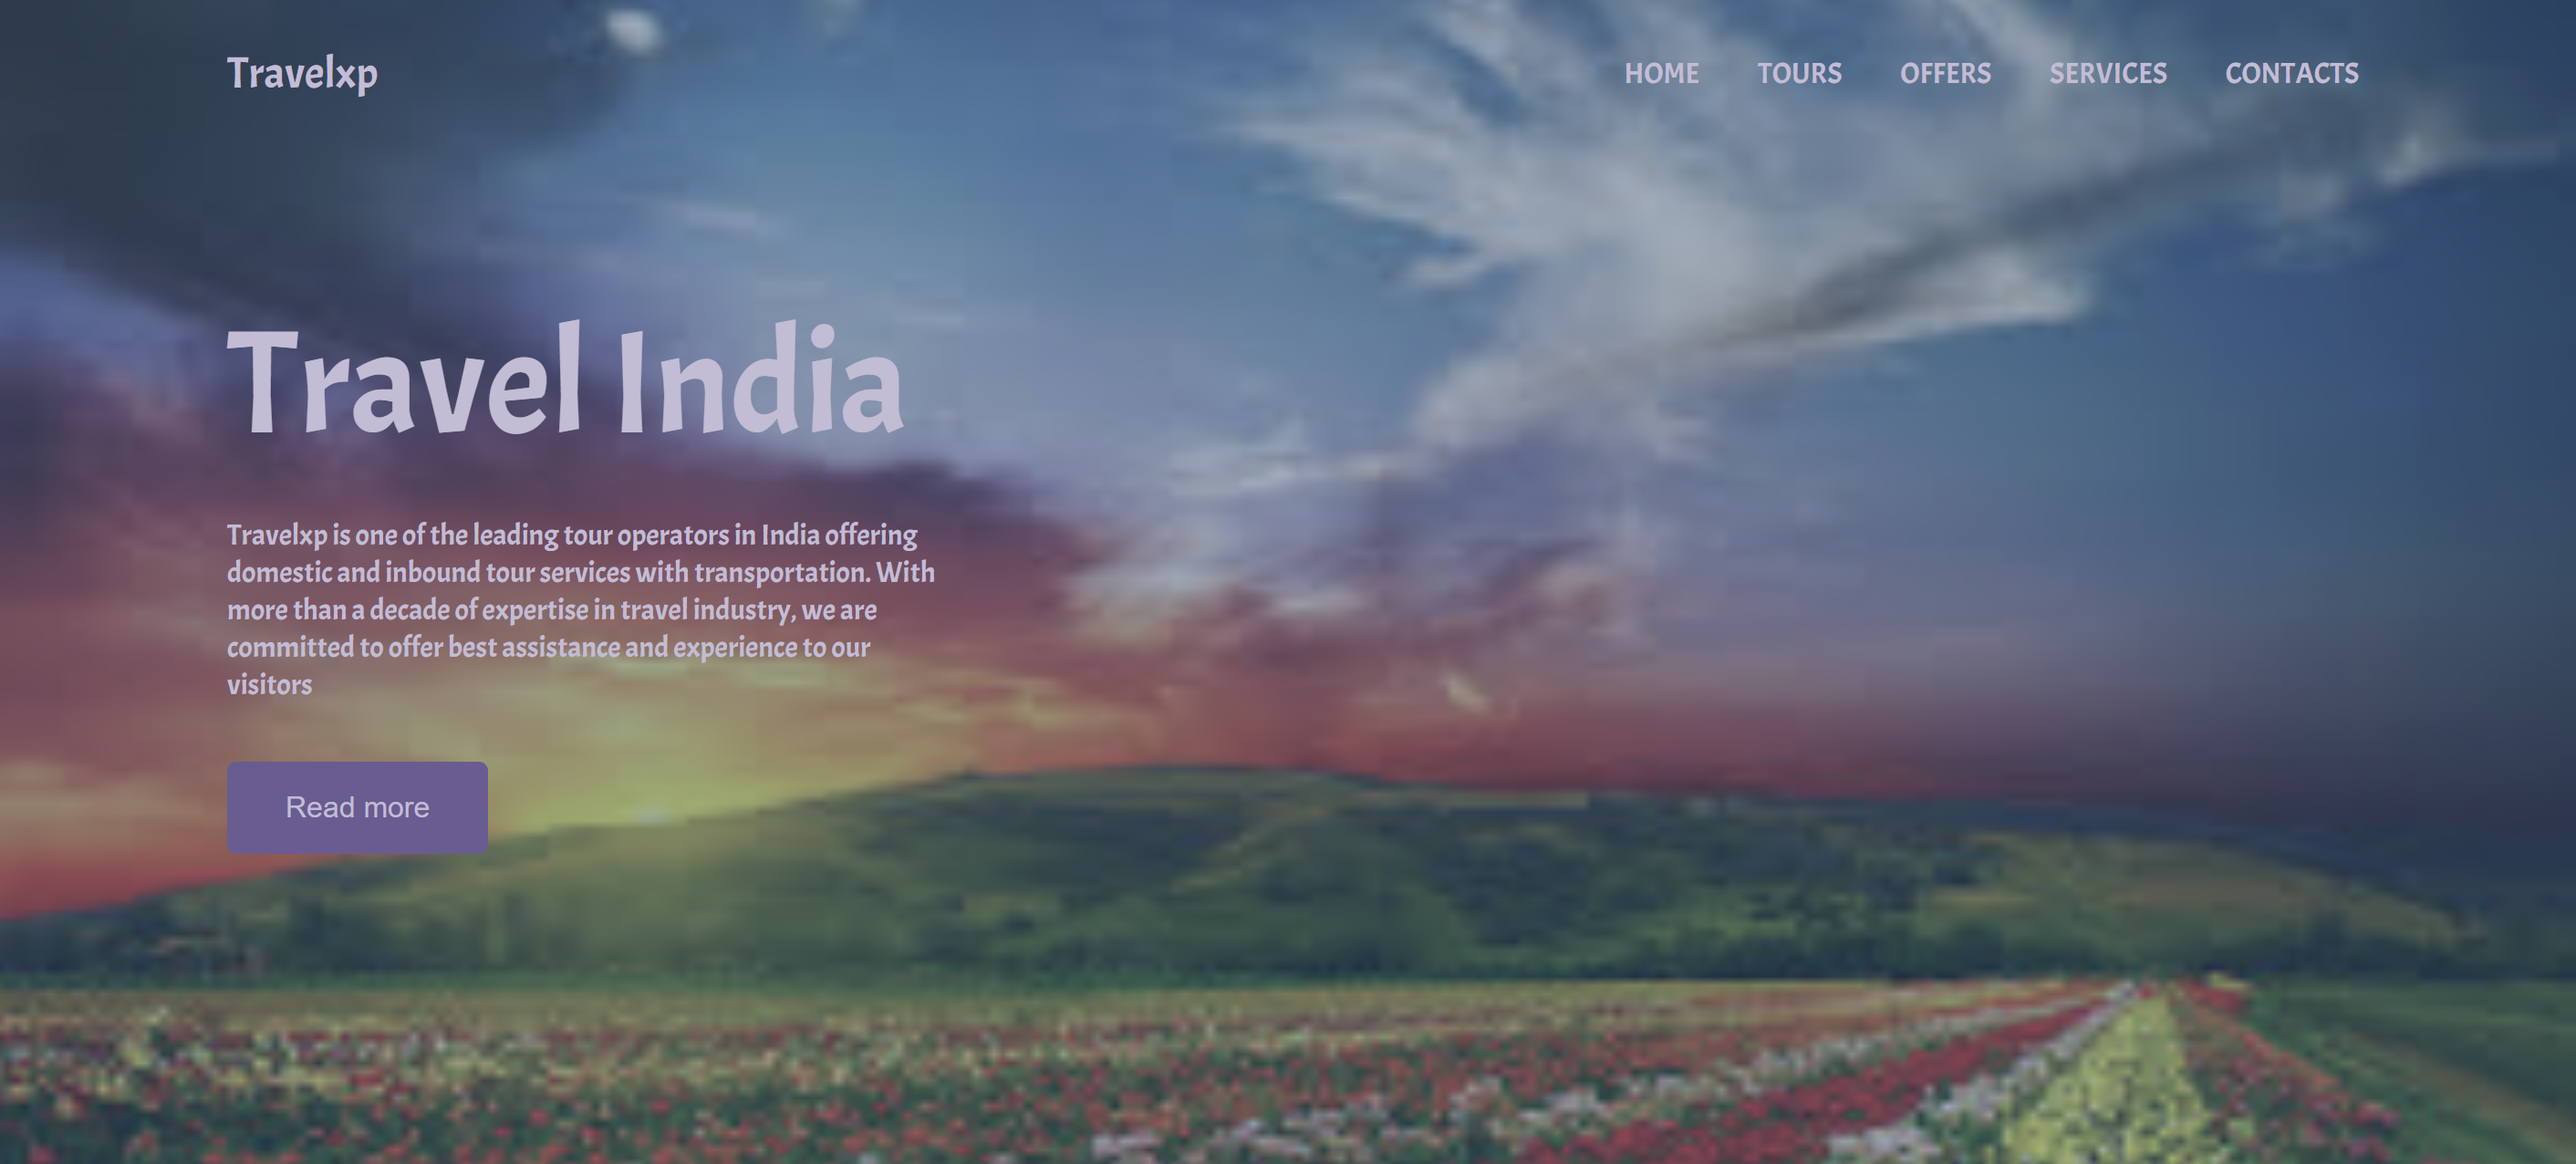 Travelxp
HOME TOURS OFFERS SERVICES CONTACTS
Travel India
Travelxp is one of the leading tour operators in India offering
domestic and inbound tour services with transportation. With
more than a decade of expertise in travel industry, we are
committed to offer best assistance and experience to our
visitors
Read more